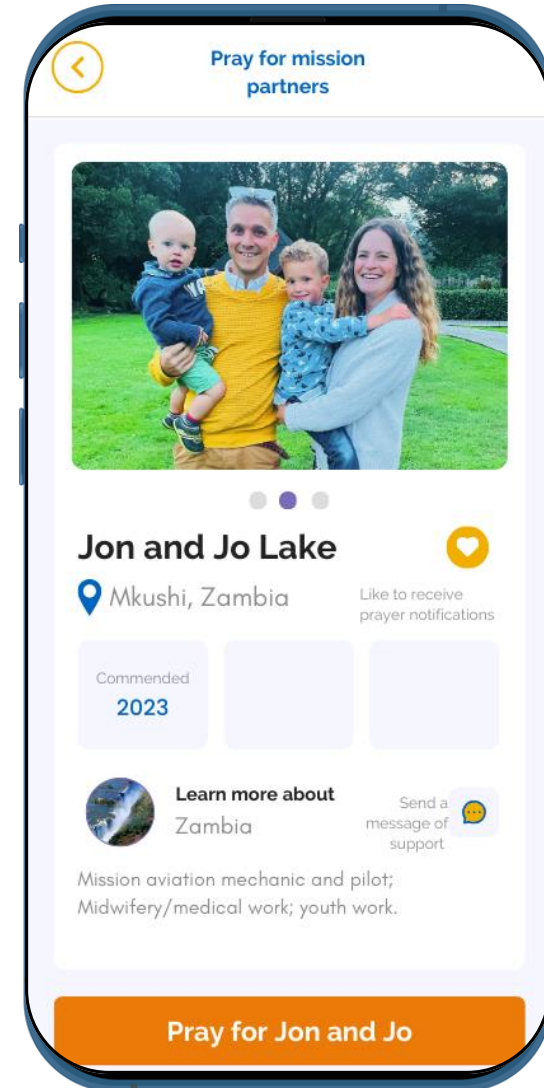 Pray for mission
partners
Jon and Jo Lake
Mkushi, Zambia
Like to receive
prayer notifications
Commended
2023
Learn more about
Zambia
Send a
message of
support
Mission aviation mechanic and pilot;
Midwifery/medical work; youth work.
Pray for Jon and Jo